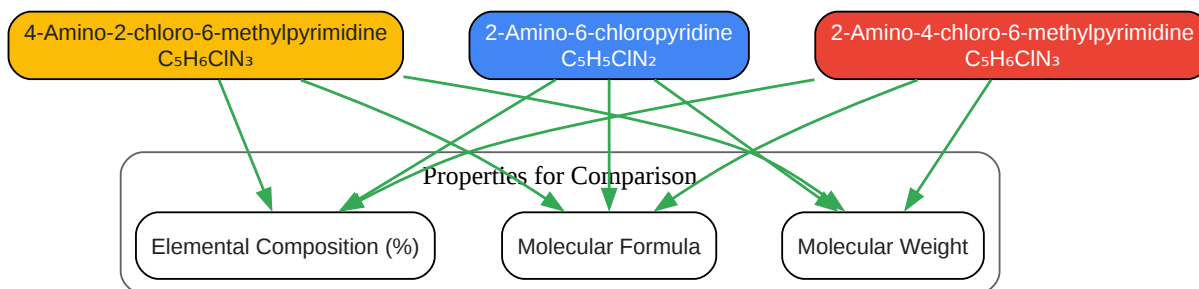 4-Amino-2-chloro-6-methylpyrimidine
C₅H₆ClN₃
2-Amino-6-chloropyridine
C₅H₅ClN₂
2-Amino-4-chloro-6-methylpyrimidine
C₅H₆ClN₃
Properties for Comparison
Elemental Composition (%)
Molecular Formula
Molecular Weight